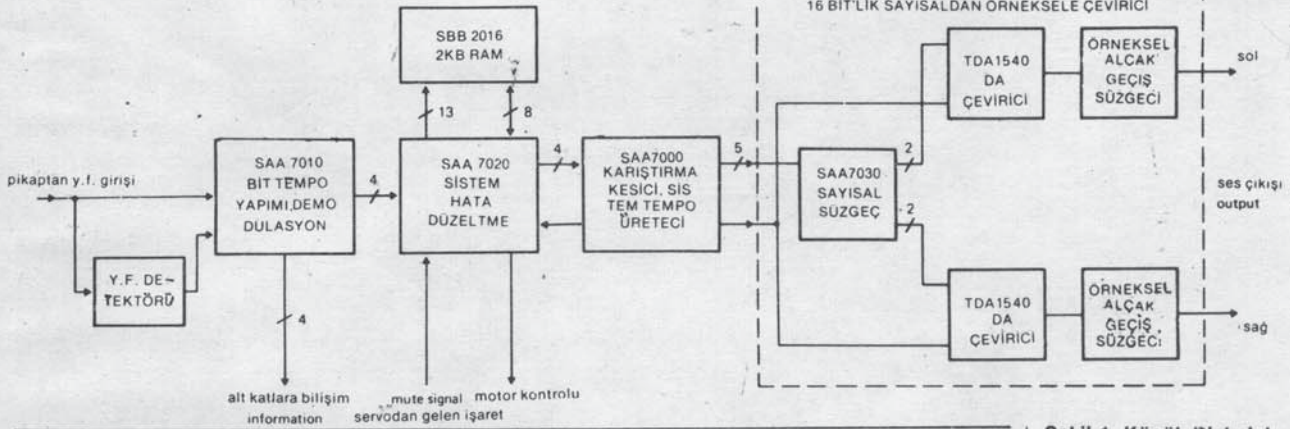 16 BİT'LİK SAYISALDAN ÖRNEKSELE ÇEVİRİCİ
SBB 2016
2KB RAM
13
8
pikaptan y.f. girişi
SAA 7010
BİT TEMPO
YAPIMI, DEMO
DÜLASYON
4
SAA 7020
SİSTEM
HATA
DÜZELTME
4
SAA7000
KARIŞTIRMA
KESİCİ, SİS
TEM TEMPO
ÜRETECİ
5
SAA7030
SAYISAL
SÜZGEÇ
2
2
TDA1540
DA
ÇEVİRİCİ
ÖRNEKSEL
ALÇAK
GEÇİŞ
SÜZGECİ
sol
ses çıkışı
output
TDA1540
DA
ÇEVİRİCİ
ÖRNEKSEL
ALÇAK
GEÇİŞ
SÜZGECİ
sağ
Y.F. DE-
TEKTÖRÜ
4
alt katlara bilişim
information
mute signal
servodan gelen işaret
motor kontrolu